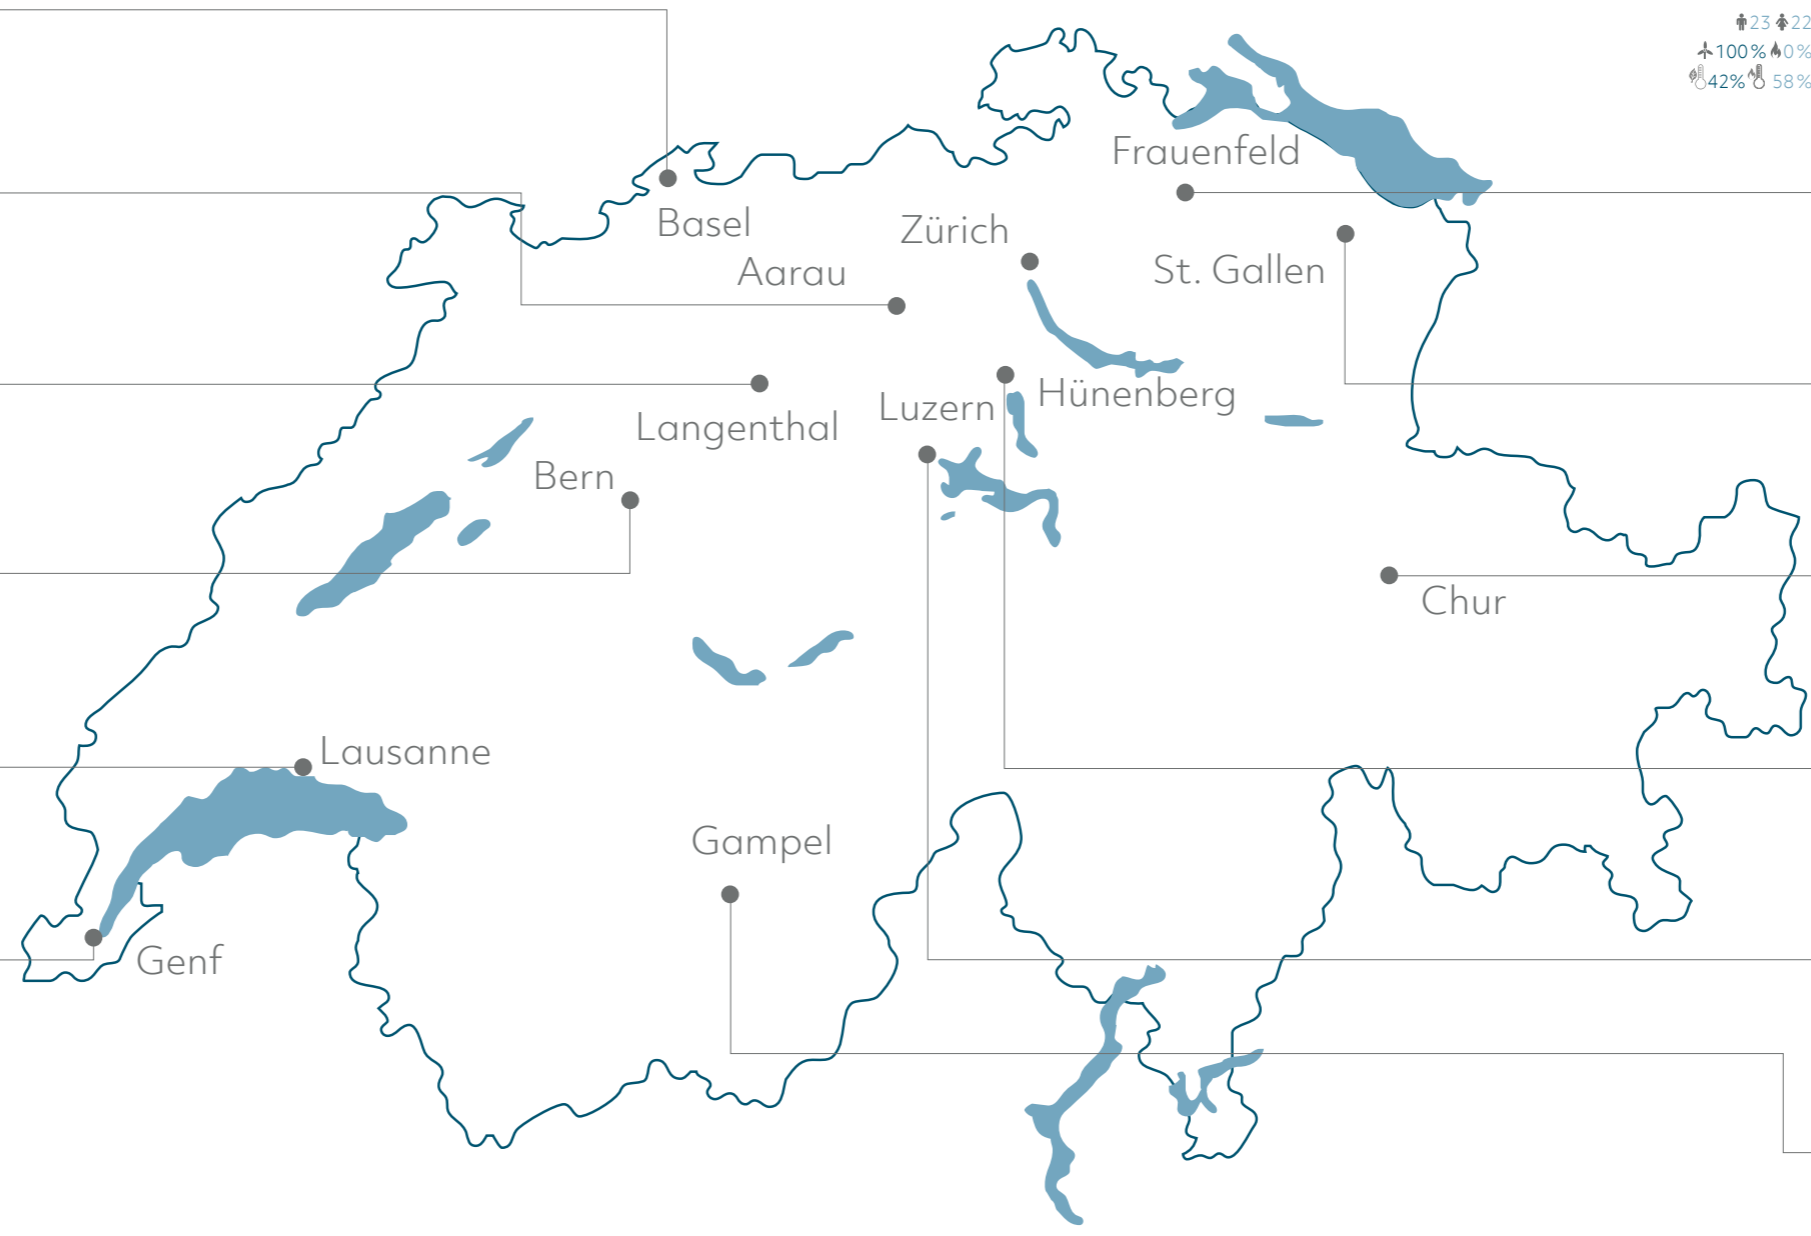 23 22
100% 0%
42% 58%
Frauenfeld
Basel
Zürich
Aarau
St. Gallen
Hünenberg
Luzern
Langenthal
Bern
Chur
Lausanne
Gampel
Genf